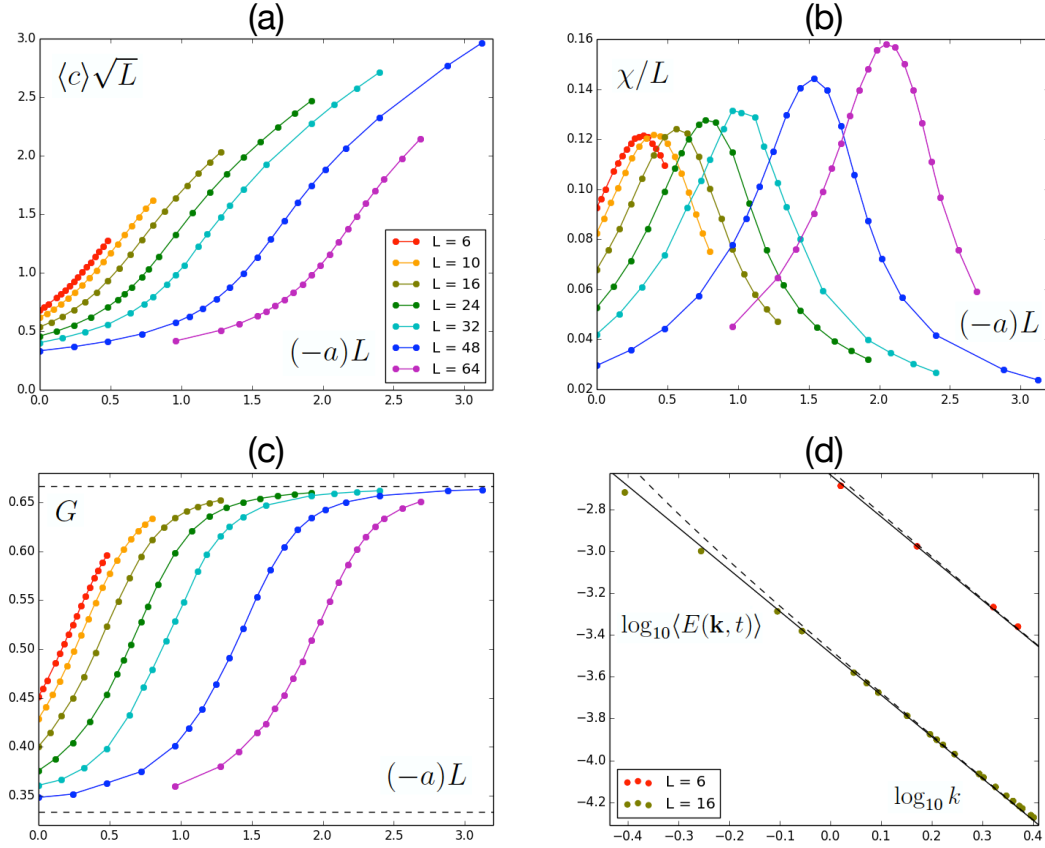 (a)
⟨c⟩√L
3.0
2.5
2.0
1.5
1.0
0.5
0.0
L = 6
L = 10
L = 16
L = 24
L = 32
L = 48
L = 64
(−a)L
0.0 0.5 1.0 1.5 2.0 2.5 3.0
(b)
χ/L
0.16
0.14
0.12
0.10
0.08
0.06
0.04
0.02
(−a)L
0.0 0.5 1.0 1.5 2.0 2.5 3.0
(c)
G
0.65
0.60
0.55
0.50
0.45
0.40
0.35
(−a)L
0.0 0.5 1.0 1.5 2.0 2.5 3.0
(d)
−2.8
−3.0
−3.2
−3.4
−3.6
−3.8
−4.0
−4.2
log₁₀⟨E(k, t)⟩
L = 6
L = 16
log₁₀ k
−0.4 −0.3 −0.2 −0.1 0.0 0.1 0.2 0.3 0.4